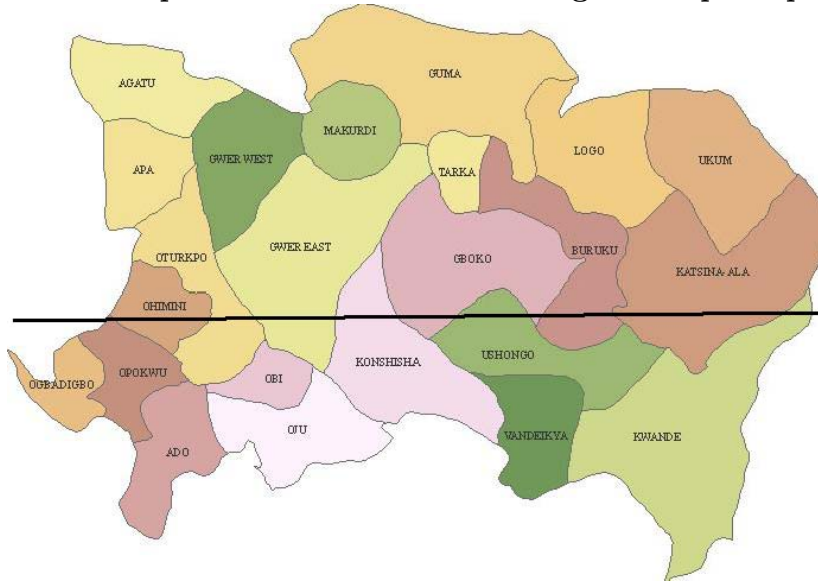 GUMA
AGATU
MAKURDI
LOGO
UKUM
GWER WEST
APA
TARKA
GWER EAST
OTURKPO
BURUKU
GBOKO
KATSINA-ALA
OHIMINI
USHONGO
KONSHISHA
OPOKWU
OBI
OGBADIGBO
OJU
VANDEIKYA
KWANDE
ADO